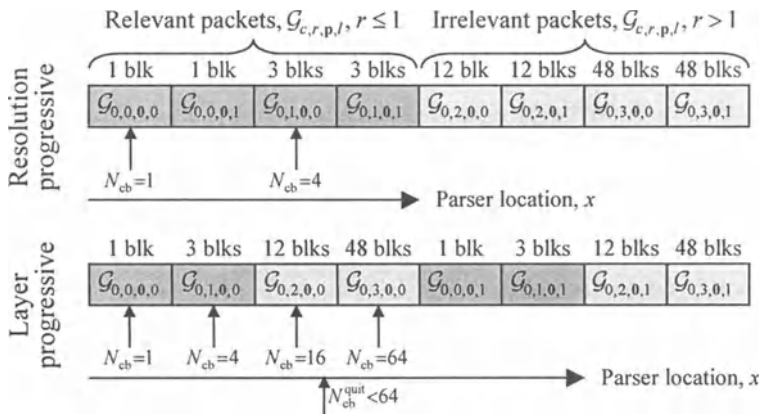 Relevant packets, 𝒢c,r,p,l, r ≤ 1 Irrelevant packets, 𝒢c,r,p,l, r > 1
1 blk 1 blk 3 blks 3 blks 12 blk 12 blks 48 blks 48 blks
Resolution progressive
𝒢0,0,0,0 𝒢0,0,0,1 𝒢0,1,0,0 𝒢0,1,0,1 𝒢0,2,0,0 𝒢0,2,0,1 𝒢0,3,0,0 𝒢0,3,0,1
Ncb=1 Ncb=4
Parser location, x
1 blk 3 blks 12 blks 48 blks 1 blk 3 blks 12 blks 48 blks
Layer progressive
𝒢0,0,0,0 𝒢0,1,0,0 𝒢0,2,0,0 𝒢0,3,0,0 𝒢0,0,0,1 𝒢0,1,0,1 𝒢0,2,0,1 𝒢0,3,0,1
Ncb=1 Ncb=4 Ncb=16 Ncb=64
Parser location, x
Ncb^quit<64